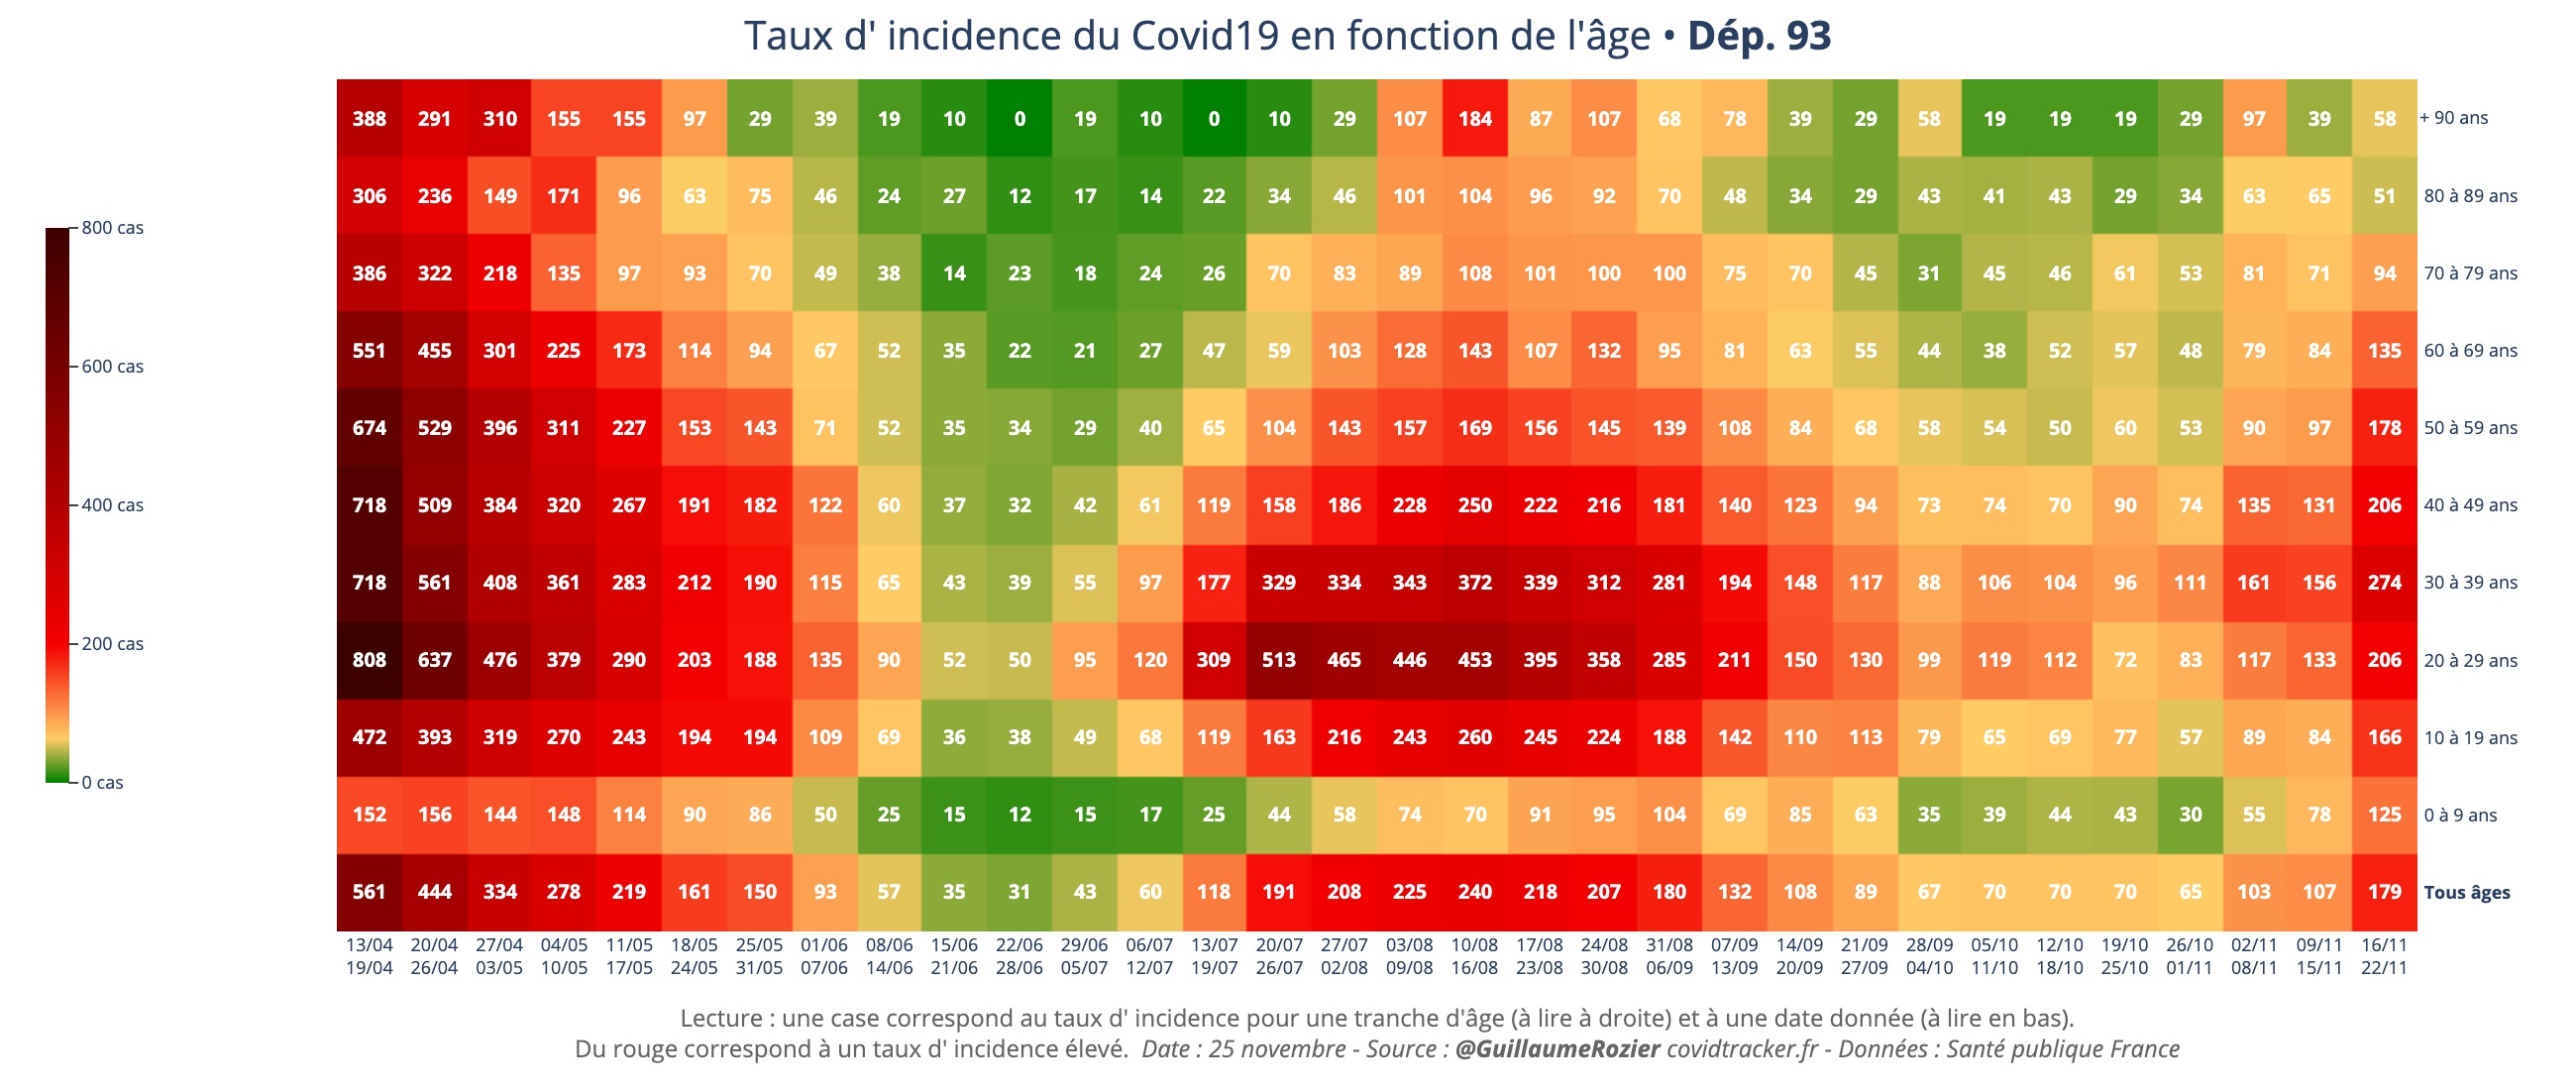 Taux d' incidence du Covid19 en fonction de l'âge • Dép. 93
388 291 310 155 155 97 29 39 19 10 0 19 10 0 10 29 107 184 87 107 68 78 39 29 58 19 19 19 29 97 39 58 + 90 ans
306 236 149 171 96 63 75 46 24 27 12 17 14 22 34 46 101 104 96 92 70 48 34 29 43 41 43 29 34 63 65 51 80 à 89 ans
800 cas
386 322 218 135 97 93 70 49 38 14 23 18 24 26 70 83 89 108 101 100 100 75 70 45 31 45 46 61 53 81 71 94 70 à 79 ans
551 455 301 225 173 114 94 67 52 35 22 21 27 47 59 103 128 143 107 132 95 81 63 55 44 38 52 57 48 79 84 135 60 à 69 ans
600 cas
674 529 396 311 227 153 143 71 52 35 34 29 40 65 104 143 157 169 156 145 139 108 84 68 58 54 50 60 53 90 97 178 50 à 59 ans
400 cas
718 509 384 320 267 191 182 122 60 37 32 42 61 119 158 186 228 250 222 216 181 140 123 94 73 74 70 90 74 135 131 206 40 à 49 ans
718 561 408 361 283 212 190 115 65 43 39 55 97 177 329 334 343 372 339 312 281 194 148 117 88 106 104 96 111 161 156 274 30 à 39 ans
200 cas
808 637 476 379 290 203 188 135 90 52 50 95 120 309 513 465 446 453 395 358 285 211 150 130 99 119 112 72 83 117 133 206 20 à 29 ans
472 393 319 270 243 194 194 109 69 36 38 49 68 119 163 216 243 260 245 224 188 142 110 113 79 65 69 77 57 89 84 166 10 à 19 ans
0 cas
152 156 144 148 114 90 86 50 25 15 12 15 17 25 44 58 74 70 91 95 104 69 85 63 35 39 44 43 30 55 78 125 0 à 9 ans
561 444 334 278 219 161 150 93 57 35 31 43 60 118 191 208 225 240 218 207 180 132 108 89 67 70 70 70 65 103 107 179 Tous âges
13/04 20/04 27/04 04/05 11/05 18/05 25/05 01/06 08/06 15/06 22/06 29/06 06/07 13/07 20/07 27/07 03/08 10/08 17/08 24/08 31/08 07/09 14/09 21/09 28/09 05/10 12/10 19/10 26/10 02/11 09/11 16/11
19/04 26/04 03/05 10/05 17/05 24/05 31/05 07/06 14/06 21/06 28/06 05/07 12/07 19/07 26/07 02/08 09/08 16/08 23/08 30/08 06/09 13/09 20/09 27/09 04/10 11/10 18/10 25/10 01/11 08/11 15/11 22/11
Lecture : une case correspond au taux d' incidence pour une tranche d'âge (à lire à droite) et à une date donnée (à lire en bas).
Du rouge correspond à un taux d' incidence élevé. Date : 25 novembre - Source : @GuillaumeRozier covidtracker.fr - Données : Santé publique France